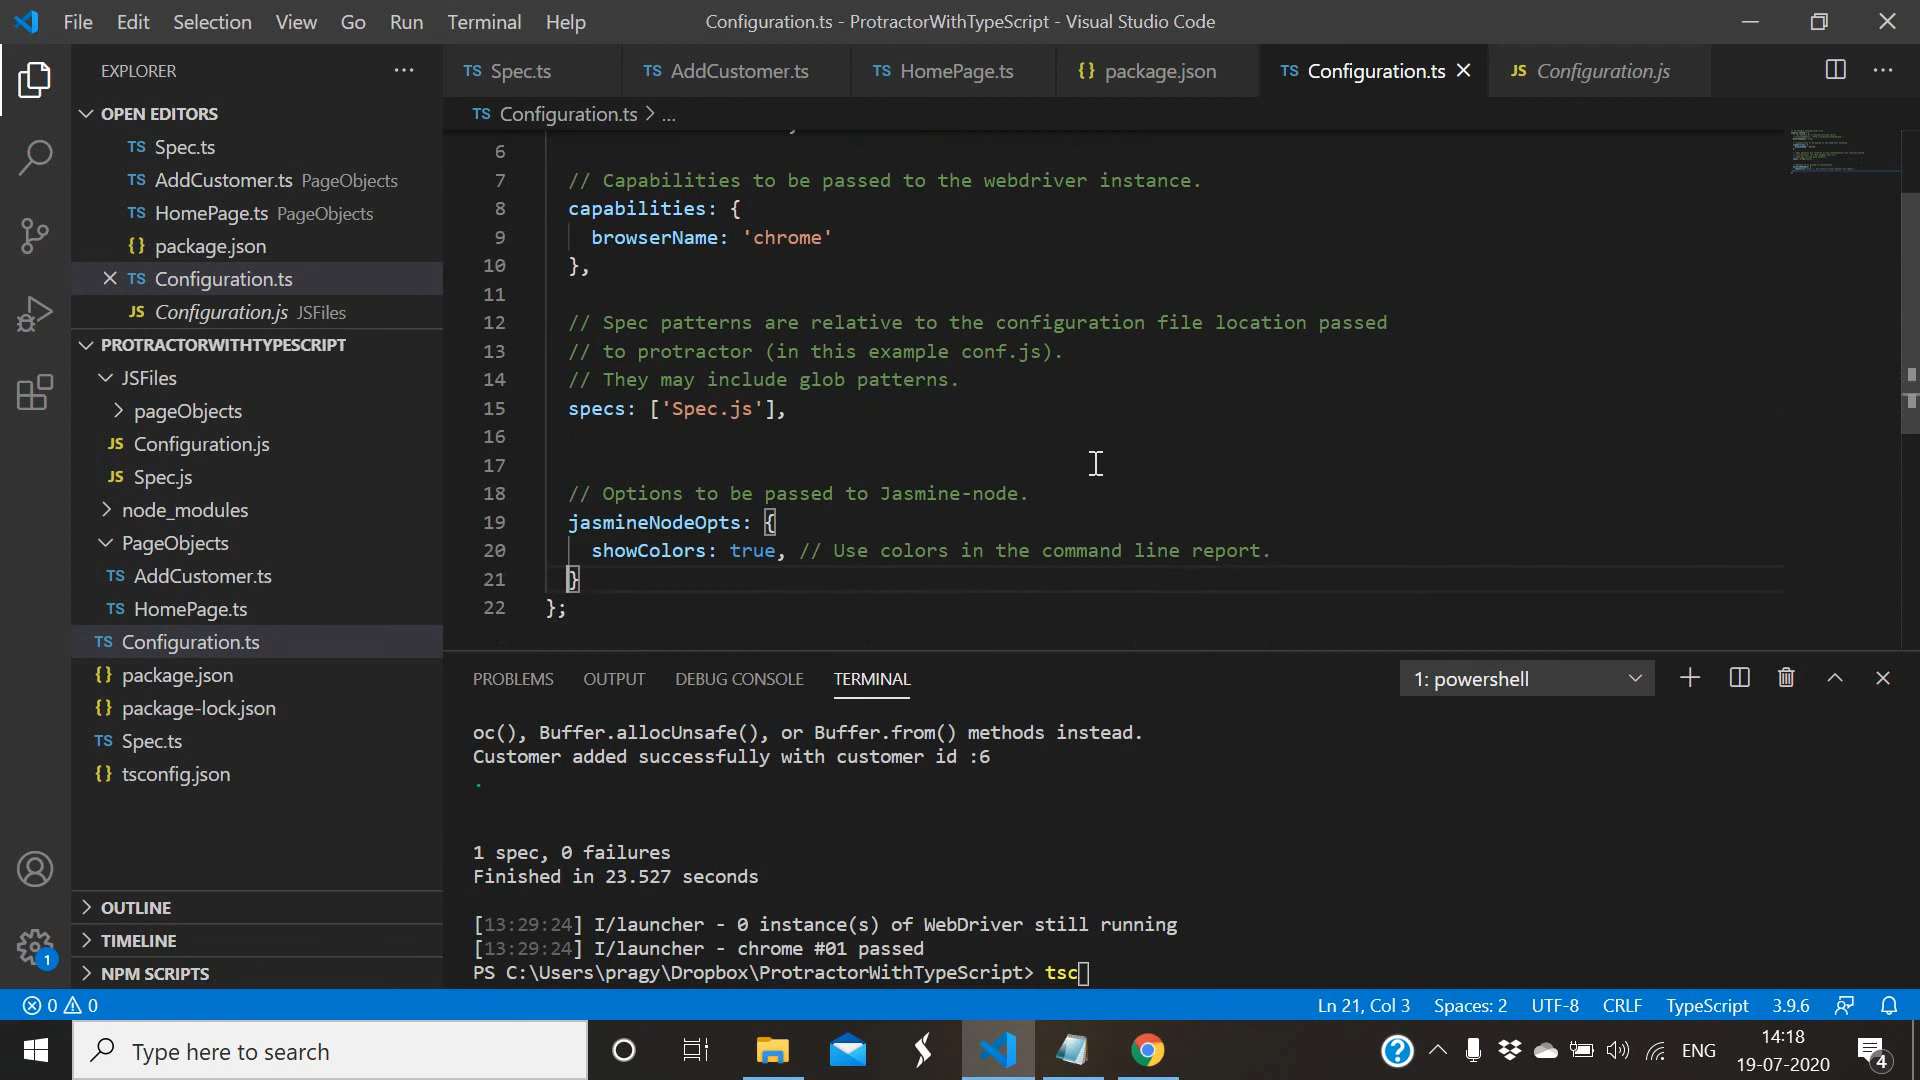 File Edit Selection View Go Run Terminal Help
Configuration.ts - ProtractorWithTypeScript - Visual Studio Code
EXPLORER
OPEN EDITORS
TS Spec.ts
TS AddCustomer.ts PageObjects
TS HomePage.ts PageObjects
{} package.json
TS Configuration.ts
JS Configuration.js JSFiles
PROTRACTORWITHTYPESCRIPT
JSFiles
pageObjects
JS Configuration.js
JS Spec.js
node_modules
PageObjects
TS AddCustomer.ts
TS HomePage.ts
TS Configuration.ts
{} package.json
{} package-lock.json
TS Spec.ts
{} tsconfig.json
OUTLINE
TIMELINE
NPM SCRIPTS
1
TS Spec.ts TS AddCustomer.ts TS HomePage.ts {} package.json TS Configuration.ts JS Configuration.js
TS Configuration.ts > ...
6
7 // Capabilities to be passed to the webdriver instance.
8 capabilities: {
9 browserName: 'chrome'
10 },
11
12 // Spec patterns are relative to the configuration file location passed
13 // to protractor (in this example conf.js).
14 // They may include glob patterns.
15 specs: ['Spec.js'],
16
17
18 // Options to be passed to Jasmine-node.
19 jasmineNodeOpts: {
20 showColors: true, // Use colors in the command line report.
21 }
22 };
PROBLEMS OUTPUT DEBUG CONSOLE TERMINAL 1: powershell
oc(), Buffer.allocUnsafe(), or Buffer.from() methods instead.
Customer added successfully with customer id :6
.
1 spec, 0 failures
Finished in 23.527 seconds
[13:29:24] I/launcher - 0 instance(s) of WebDriver still running
[13:29:24] I/launcher - chrome #01 passed
PS C:\Users\pragy\Dropbox\ProtractorWithTypeScript> tsc
0 0 Ln 21, Col 3 Spaces: 2 UTF-8 CRLF TypeScript 3.9.6
Type here to search
ENG
14:18
19-07-2020
4